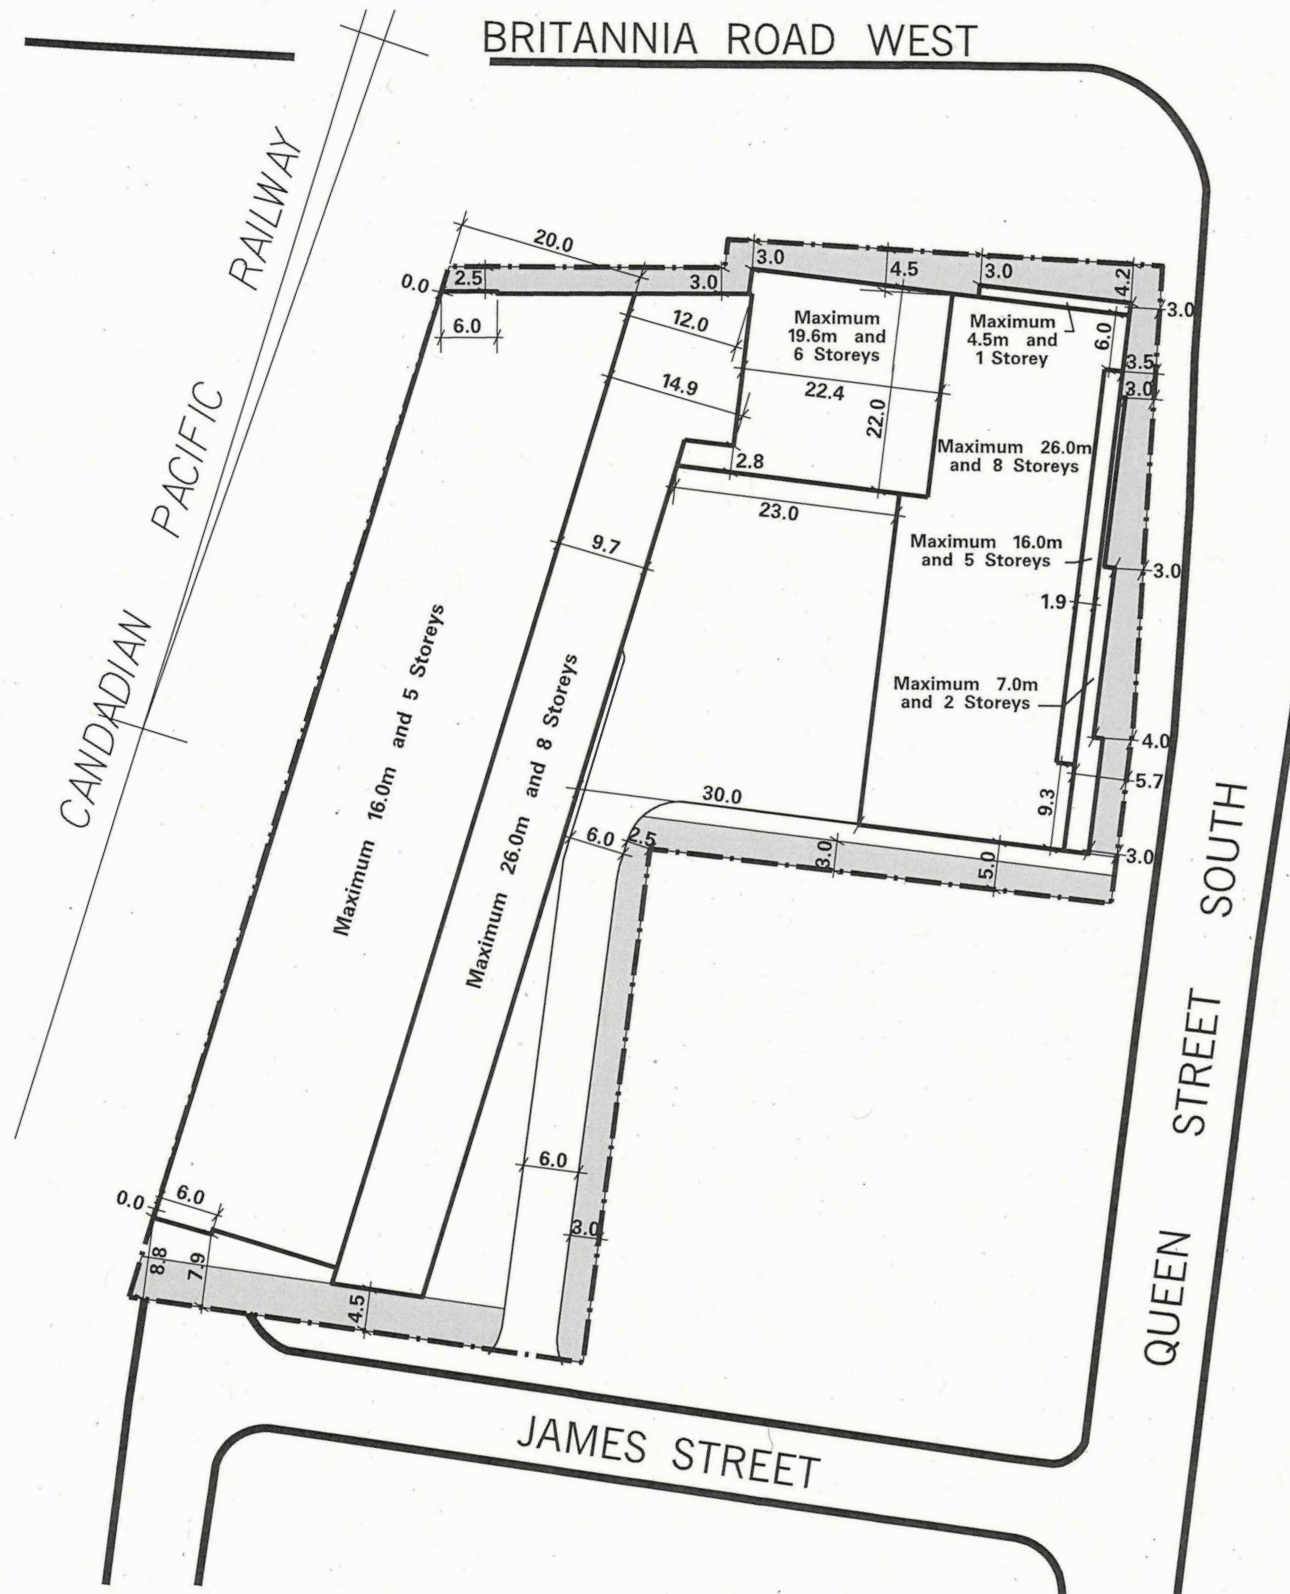 BRITANNIA ROAD WEST
CANDADIAN PACIFIC RAILWAY
20.0
0.0
2.5
3.0
3.0
4.5
3.0
4.2
3.0
6.0
12.0
Maximum
19.6m and
6 Storeys
Maximum
4.5m and
1 Storey
6.0
3.5
3.0
14.9
22.4
22.0
Maximum 26.0m
and 8 Storeys
2.8
23.0
9.7
Maximum 16.0m
and 5 Storeys
3.0
1.9
Maximum 16.0m and 5 Storeys
Maximum 26.0m and 8 Storeys
Maximum 7.0m
and 2 Storeys
4.0
5.7
30.0
9.3
6.0
2.5
3.0
5.0
3.0
6.0
3.0
0.0
6.0
8.8
7.9
4.5
QUEEN STREET SOUTH
JAMES STREET